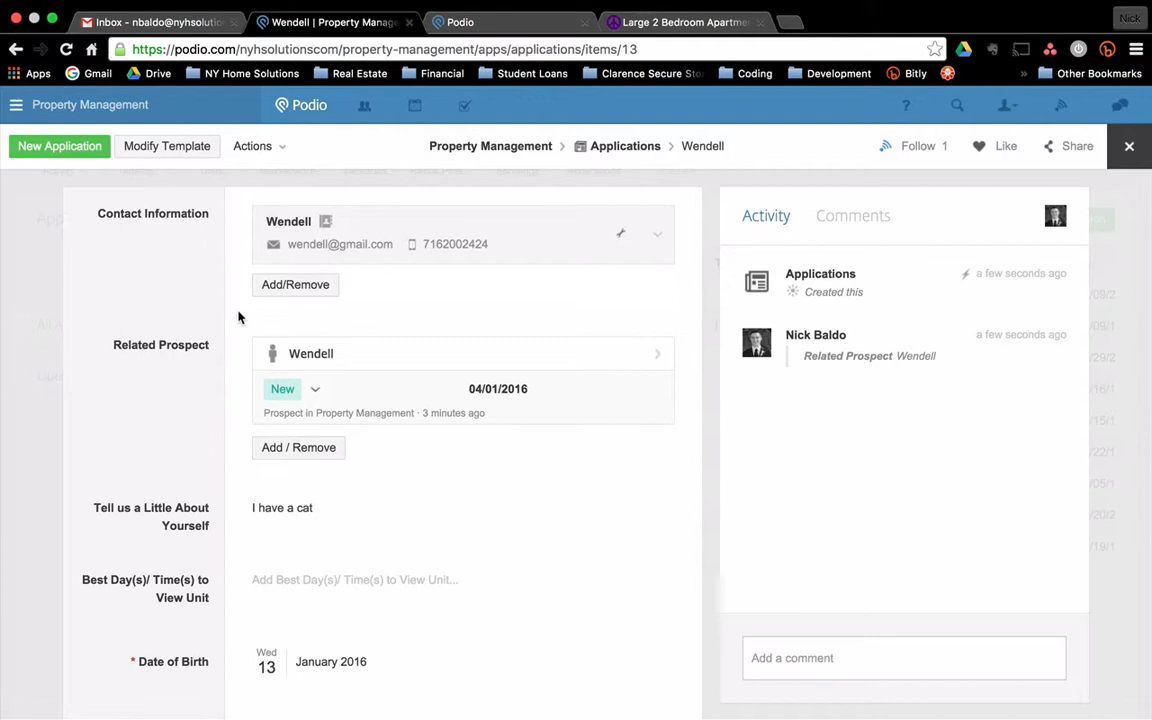 Inbox - nbaldo@nyhsolutio
Wendell | Property Manage
Podio
Large 2 Bedroom Apartme
Nick
https://podio.com/nyhsolutionscom/property-management/apps/applications/items/13
Apps
Gmail
Drive
NY Home Solutions
Real Estate
Financial
Student Loans
Clarence Secure Sto
Coding
Development
Bitly
»
Other Bookmarks
Property Management
Podio
?
New Application
Modify Template
Actions
Property Management > Applications > Wendell
Follow 1
Like
Share
Contact Information
Wendell
wendell@gmail.com
7162002424
Add/Remove
Related Prospect
Wendell
New
04/01/2016
Prospect in Property Management · 3 minutes ago
Add / Remove
Tell us a Little About
Yourself
I have a cat
Best Day(s)/ Time(s) to
View Unit
Add Best Day(s)/ Time(s) to View Unit...
* Date of Birth
Wed
13
January 2016
Activity
Comments
Applications
a few seconds ago
Created this
Nick Baldo
a few seconds ago
Related Prospect Wendell
Add a comment